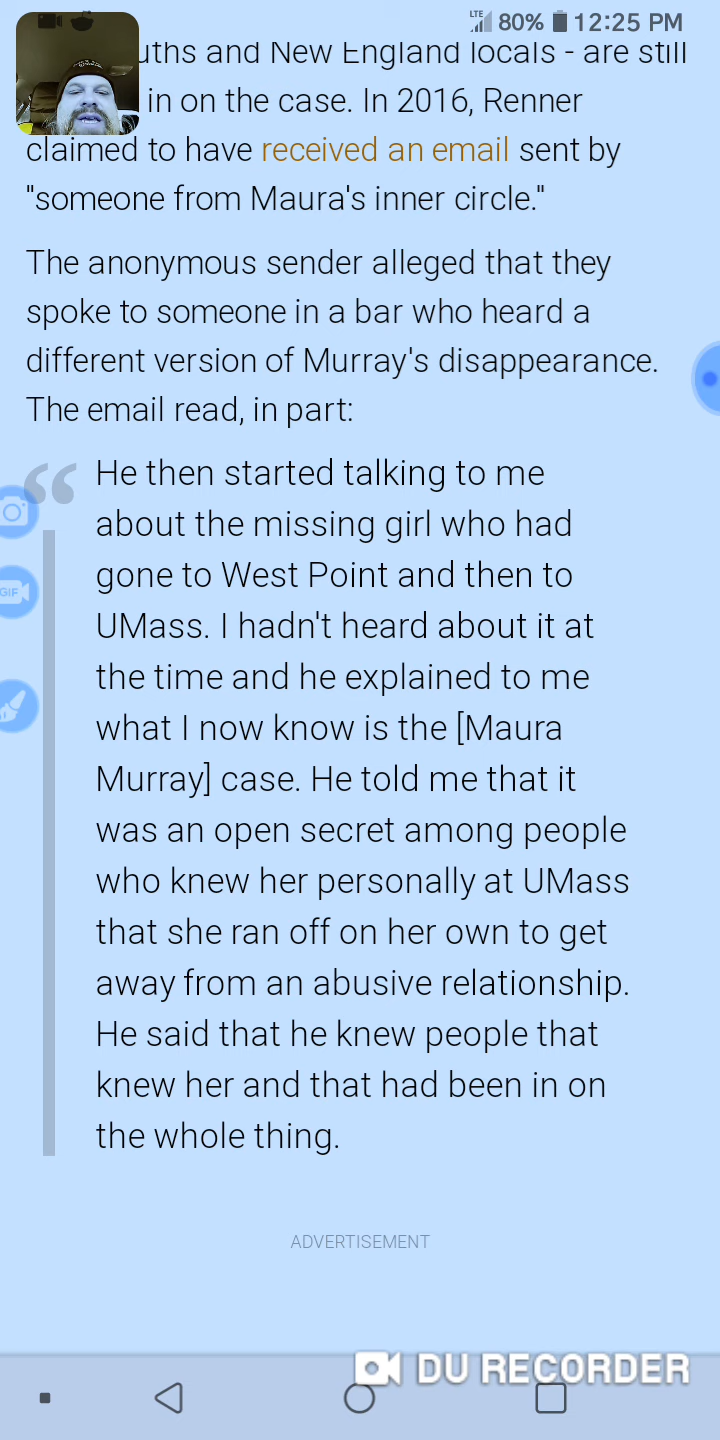 LTE 80% 12:25 PM
uths and New England locals - are still
in on the case. In 2016, Renner
claimed to have received an email sent by
"someone from Maura's inner circle."
The anonymous sender alleged that they
spoke to someone in a bar who heard a
different version of Murray's disappearance.
The email read, in part:
“ He then started talking to me
about the missing girl who had
gone to West Point and then to
UMass. I hadn't heard about it at
the time and he explained to me
what I now know is the [Maura
Murray] case. He told me that it
was an open secret among people
who knew her personally at UMass
that she ran off on her own to get
away from an abusive relationship.
He said that he knew people that
knew her and that had been in on
the whole thing.
GIF
ADVERTISEMENT
DU RECORDER